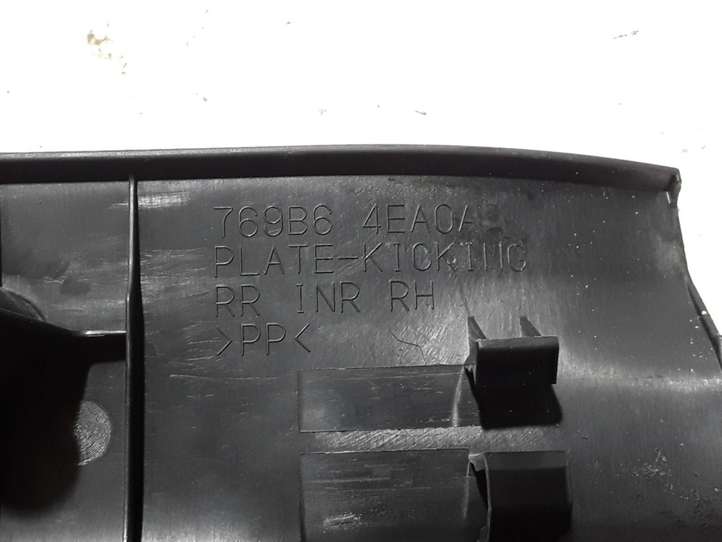 769B6 4EA0A
PLATE-KICKING
RR INR RH
>PP<